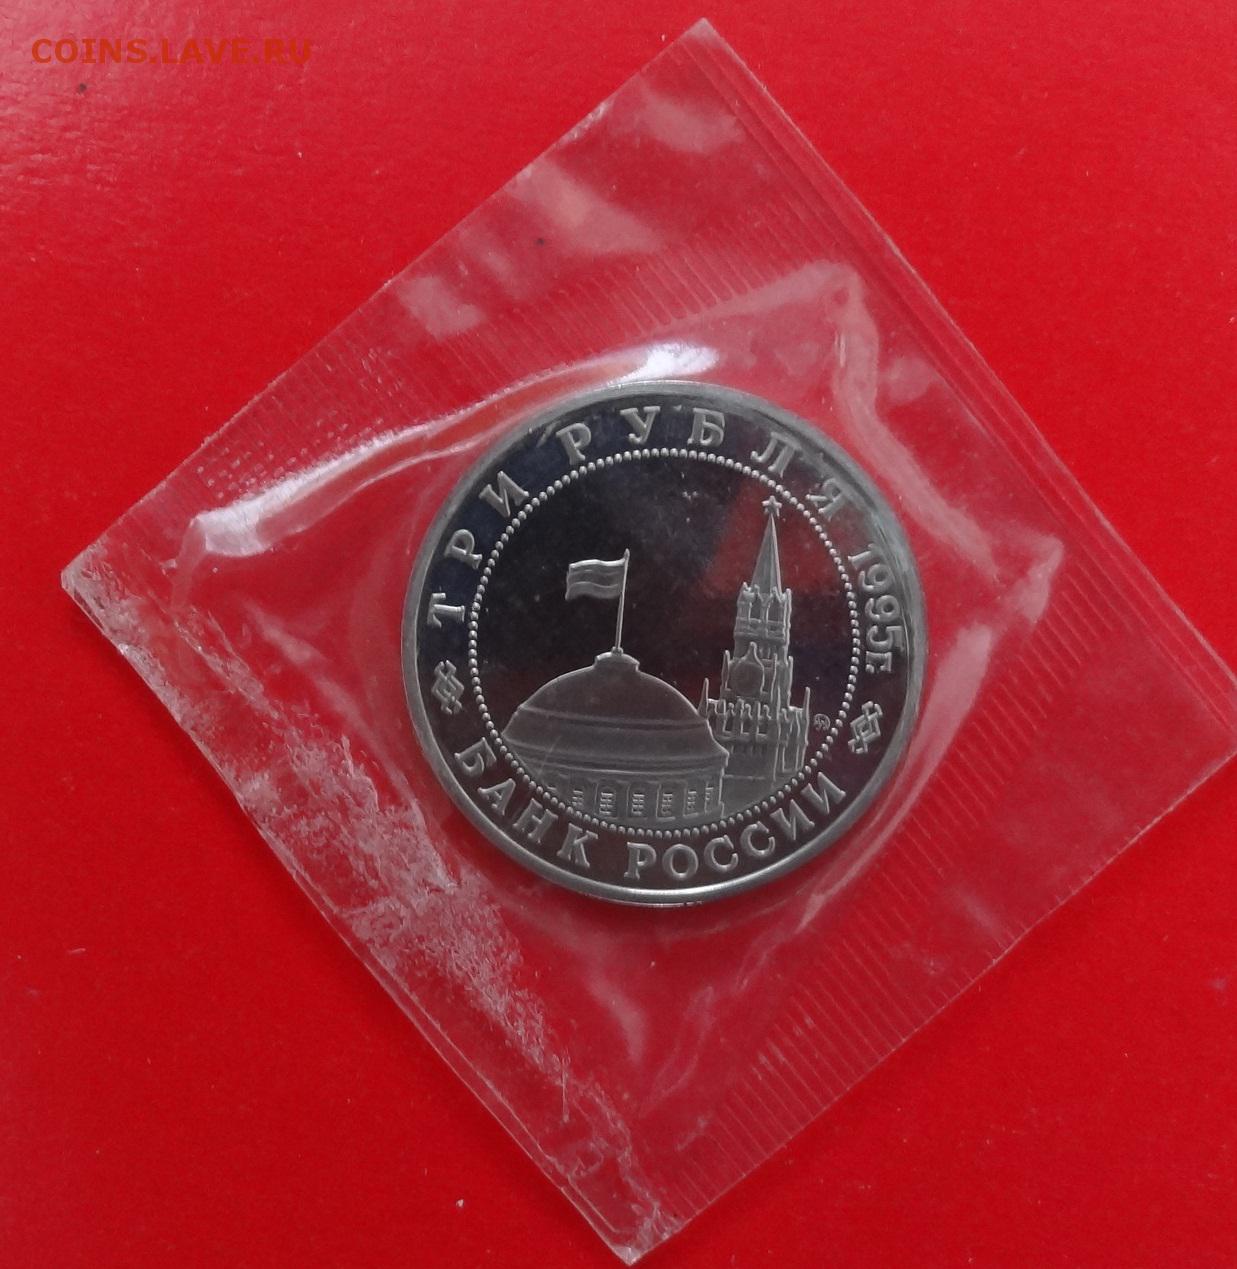 COINS.LAVE.RU
ТРИ РУБЛЯ 1995г.
БАНК РОССИИ